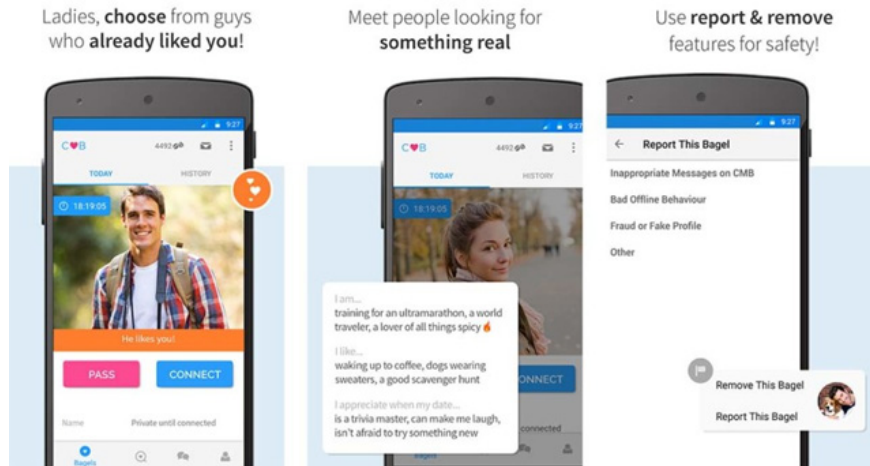 Ladies, choose from guys
who already liked you!
9:27
C♥B
4492
TODAY
HISTORY
18:19:05
He likes you!
PASS
CONNECT
Name
Private until connected
Bagels
Meet people looking for
something real
9:27
C♥B
4492
TODAY
HISTORY
18:19:05
I am...
training for an ultramarathon, a world
traveler, a lover of all things spicy 🔥
I like...
waking up to coffee, dogs wearing
sweaters, a good scavenger hunt
I appreciate when my date...
is a trivia master, can make me laugh,
isn't afraid to try something new
ONNECT
connected
Bagels
Use report & remove
features for safety!
9:27
Report This Bagel
Inappropriate Messages on CMB
Bad Offline Behaviour
Fraud or Fake Profile
Other
Remove This Bagel
Report This Bagel